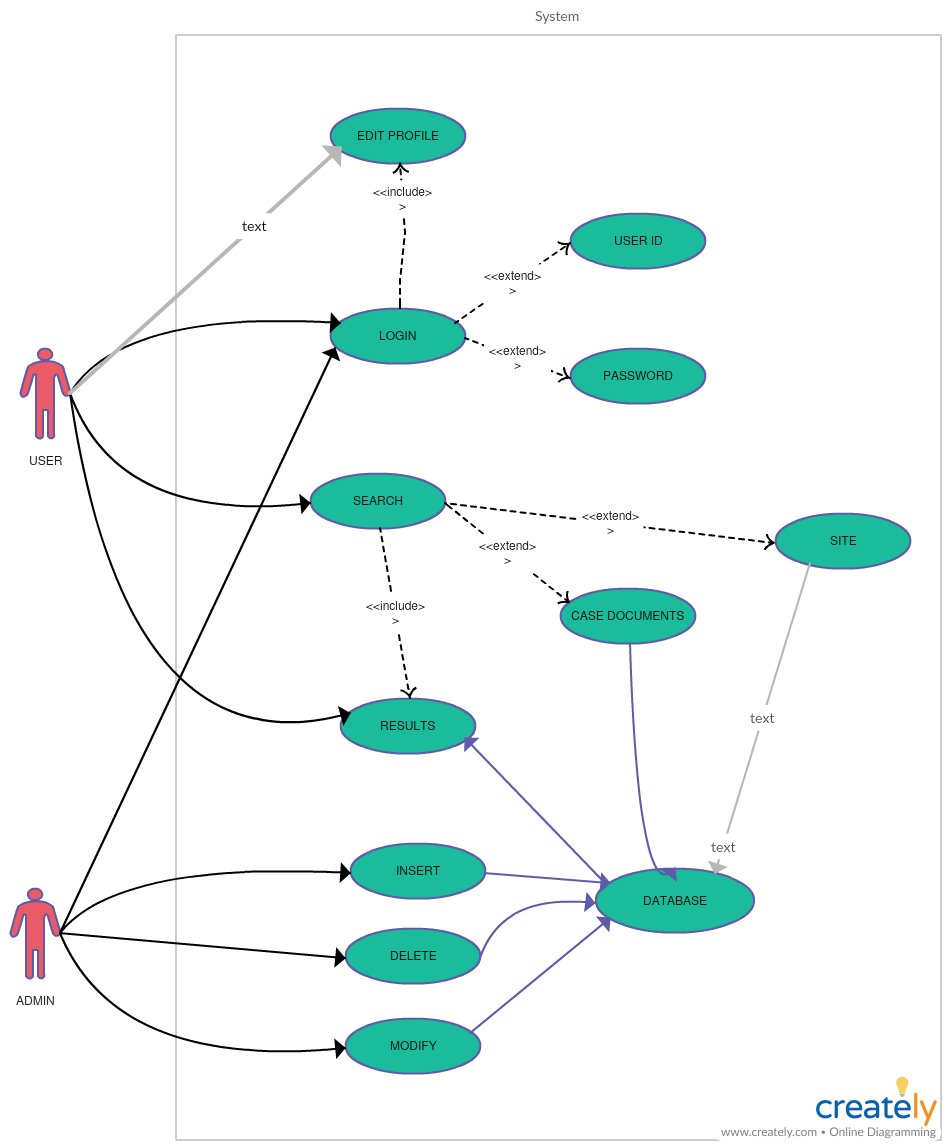 System
EDIT PROFILE
<<include>
>
text
USER ID
<<extend>
>
LOGIN
<<extend>
>
PASSWORD
USER
SEARCH
<<extend>
>
SITE
<<extend>
>
CASE DOCUMENTS
<<include>
>
RESULTS
text
text
INSERT
DATABASE
DELETE
ADMIN
MODIFY
creately
www.creately.com • Online Diagramming